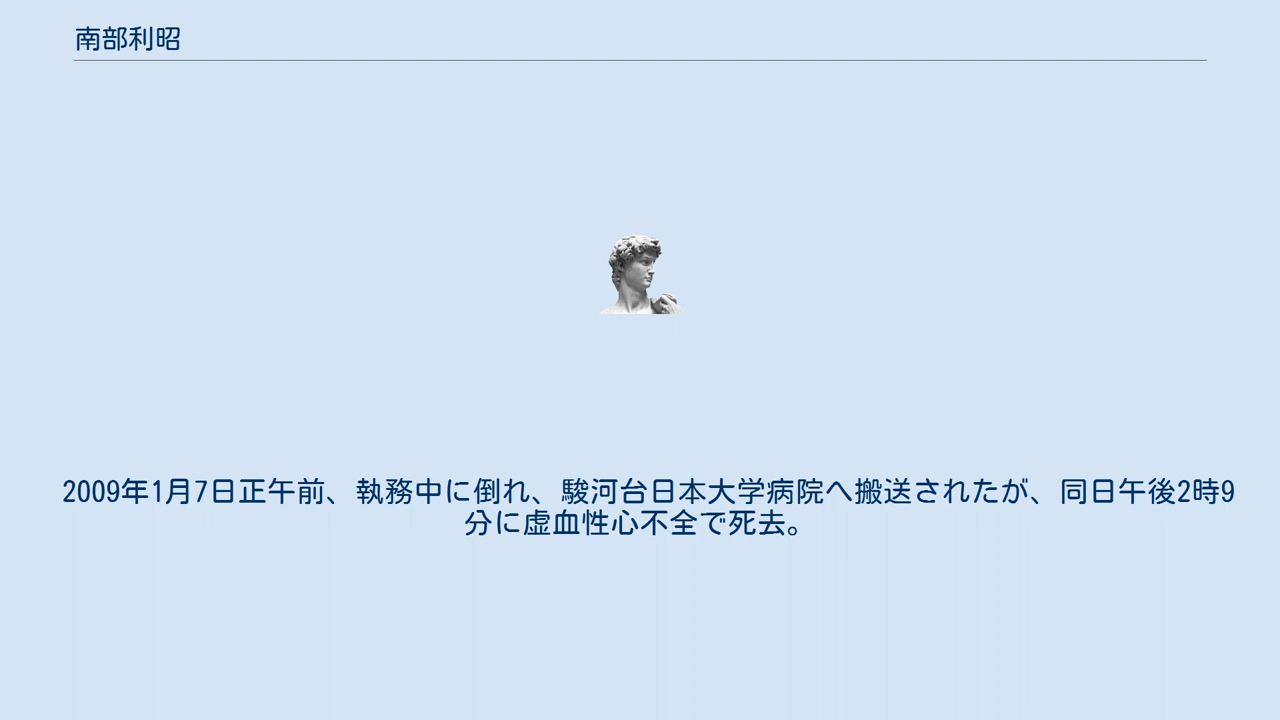 南部利昭
2009年1月7日正午前、執務中に倒れ、駿河台日本大学病院へ搬送されたが、同日午後2時9
分に虚血性心不全で死去。